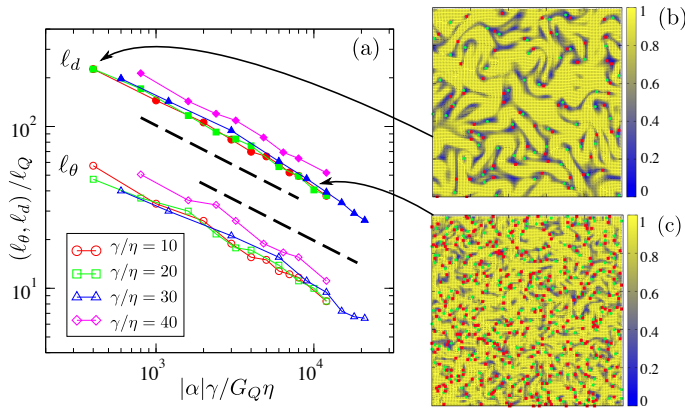 (a)
ℓ_d
ℓ_θ
10^2
10^1
(ℓ_θ, ℓ_d) / ℓ_Q
γ/η = 10
γ/η = 20
γ/η = 30
γ/η = 40
10^3
10^4
|α|γ/G_Qη
(b)
1
0.8
0.6
0.4
0.2
0
(c)
1
0.8
0.6
0.4
0.2
0